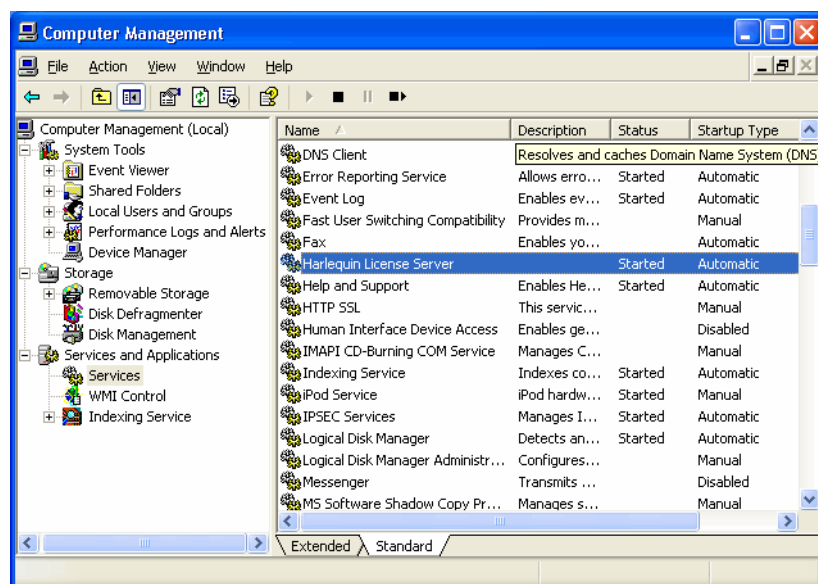 Computer Management
File Action View Window Help
Computer Management (Local)
System Tools
Event Viewer
Shared Folders
Local Users and Groups
Performance Logs and Alerts
Device Manager
Storage
Removable Storage
Disk Defragmenter
Disk Management
Services and Applications
Services
WMI Control
Indexing Service
Name Description Status Startup Type
DNS Client Resolves and caches Domain Name System (DNS
Error Reporting Service Allows erro... Started Automatic
Event Log Enables ev... Started Automatic
Fast User Switching Compatibility Provides m... Manual
Fax Enables yo... Automatic
Harlequin License Server Started Automatic
Help and Support Enables He... Started Automatic
HTTP SSL This servic... Manual
Human Interface Device Access Enables ge... Disabled
IMAPI CD-Burning COM Service Manages C... Manual
Indexing Service Indexes co... Started Automatic
iPod Service iPod hardw... Started Manual
IPSEC Services Manages I... Started Automatic
Logical Disk Manager Detects an... Started Automatic
Logical Disk Manager Administr... Configures... Manual
Messenger Transmits ... Disabled
MS Software Shadow Copy Pr... Manages s... Manual
Extended Standard